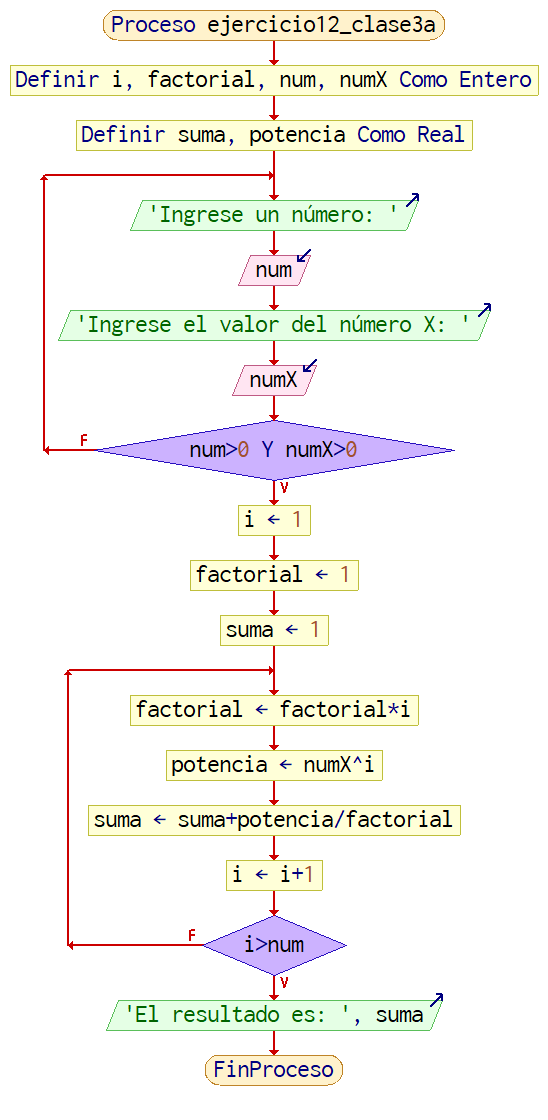 Proceso ejercicio12_clase3a
Definir i, factorial, num, numX Como Entero
Definir suma, potencia Como Real
'Ingrese un número: '
num
'Ingrese el valor del número X: '
numX
F
num>0 Y numX>0
V
i ← 1
factorial ← 1
suma ← 1
factorial ← factorial*i
potencia ← numX^i
suma ← suma+potencia/factorial
i ← i+1
F
i>num
V
'El resultado es: ', suma
FinProceso